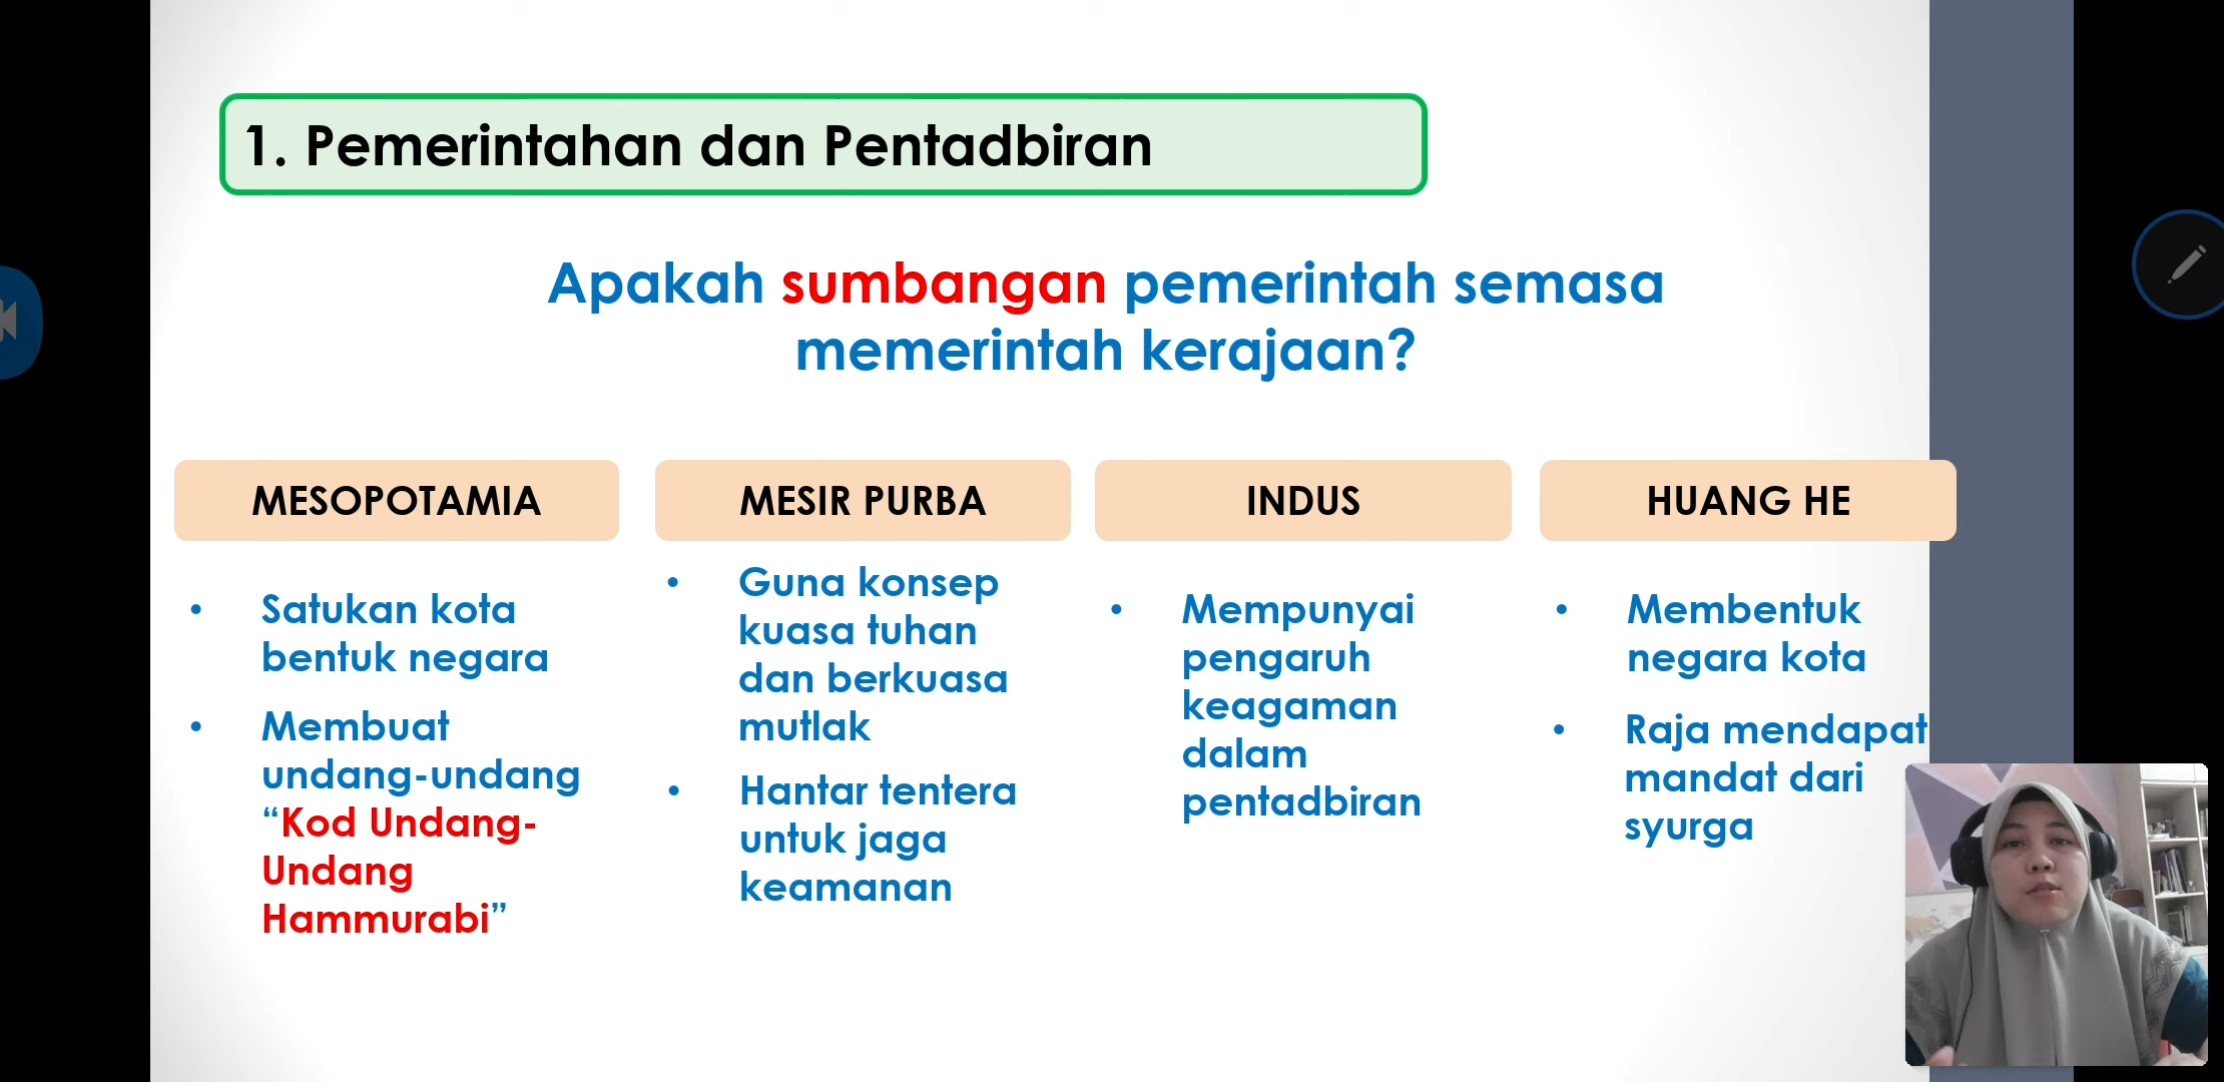 1. Pemerintahan dan Pentadbiran
Apakah sumbangan pemerintah semasa
memerintah kerajaan?
MESOPOTAMIA
• Satukan kota
bentuk negara
• Membuat
undang-undang
“Kod Undang-
Undang
Hammurabi”
MESIR PURBA
• Guna konsep
kuasa tuhan
dan berkuasa
mutlak
• Hantar tentera
untuk jaga
keamanan
INDUS
• Mempunyai
pengaruh
keagaman
dalam
pentadbiran
HUANG HE
• Membentuk
negara kota
• Raja mendapat
mandat dari
syurga